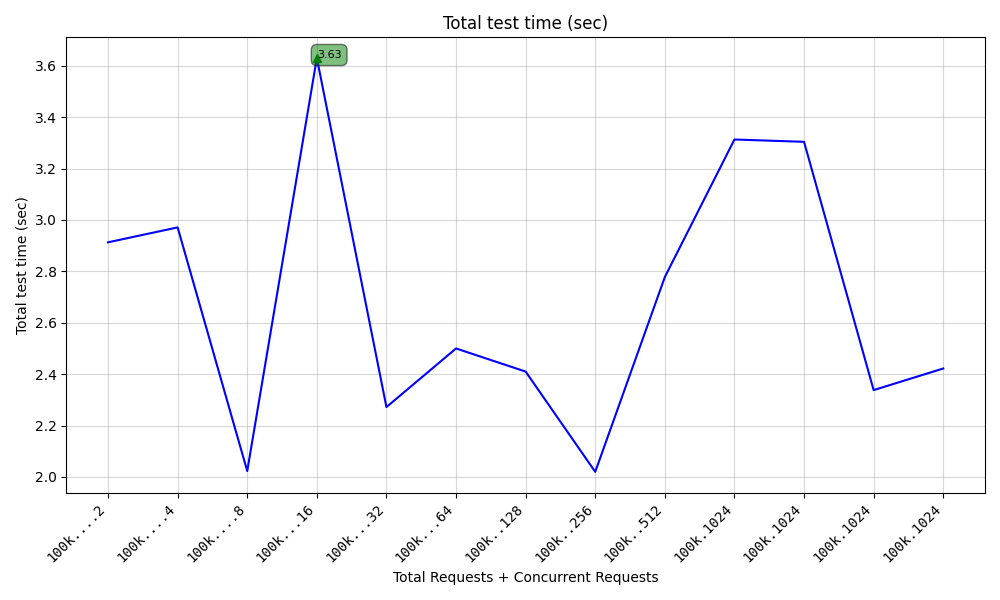 Total test time (sec)
3.63
Total test time (sec)
3.6
3.4
3.2
3.0
2.8
2.6
2.4
2.2
2.0
100k....2
100k....4
100k....8
100k...16
100k...32
100k...64
100k..128
100k..256
100k..512
100k.1024
100k.1024
100k.1024
100k.1024
Total Requests + Concurrent Requests